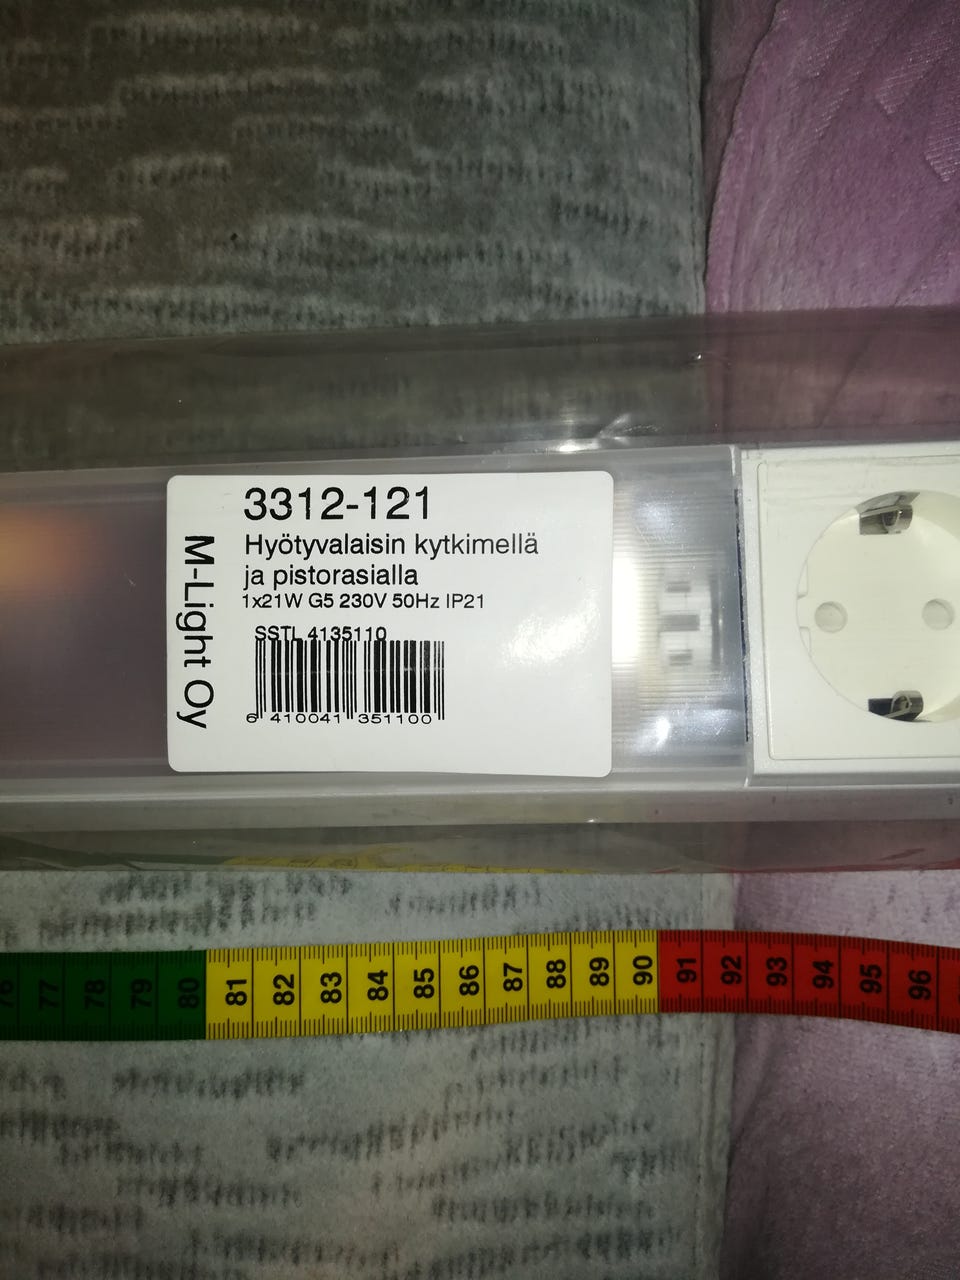 3312-121
Hyötyvalaisin kytkimellä
ja pistorasialla
1x21W G5 230V 50Hz IP21
SSTL 4135110
6 410041 351100
M-Light Oy
76 77 78 79 80 81 82 83 84 85 86 87 88 89 90 91 92 93 94 95 96